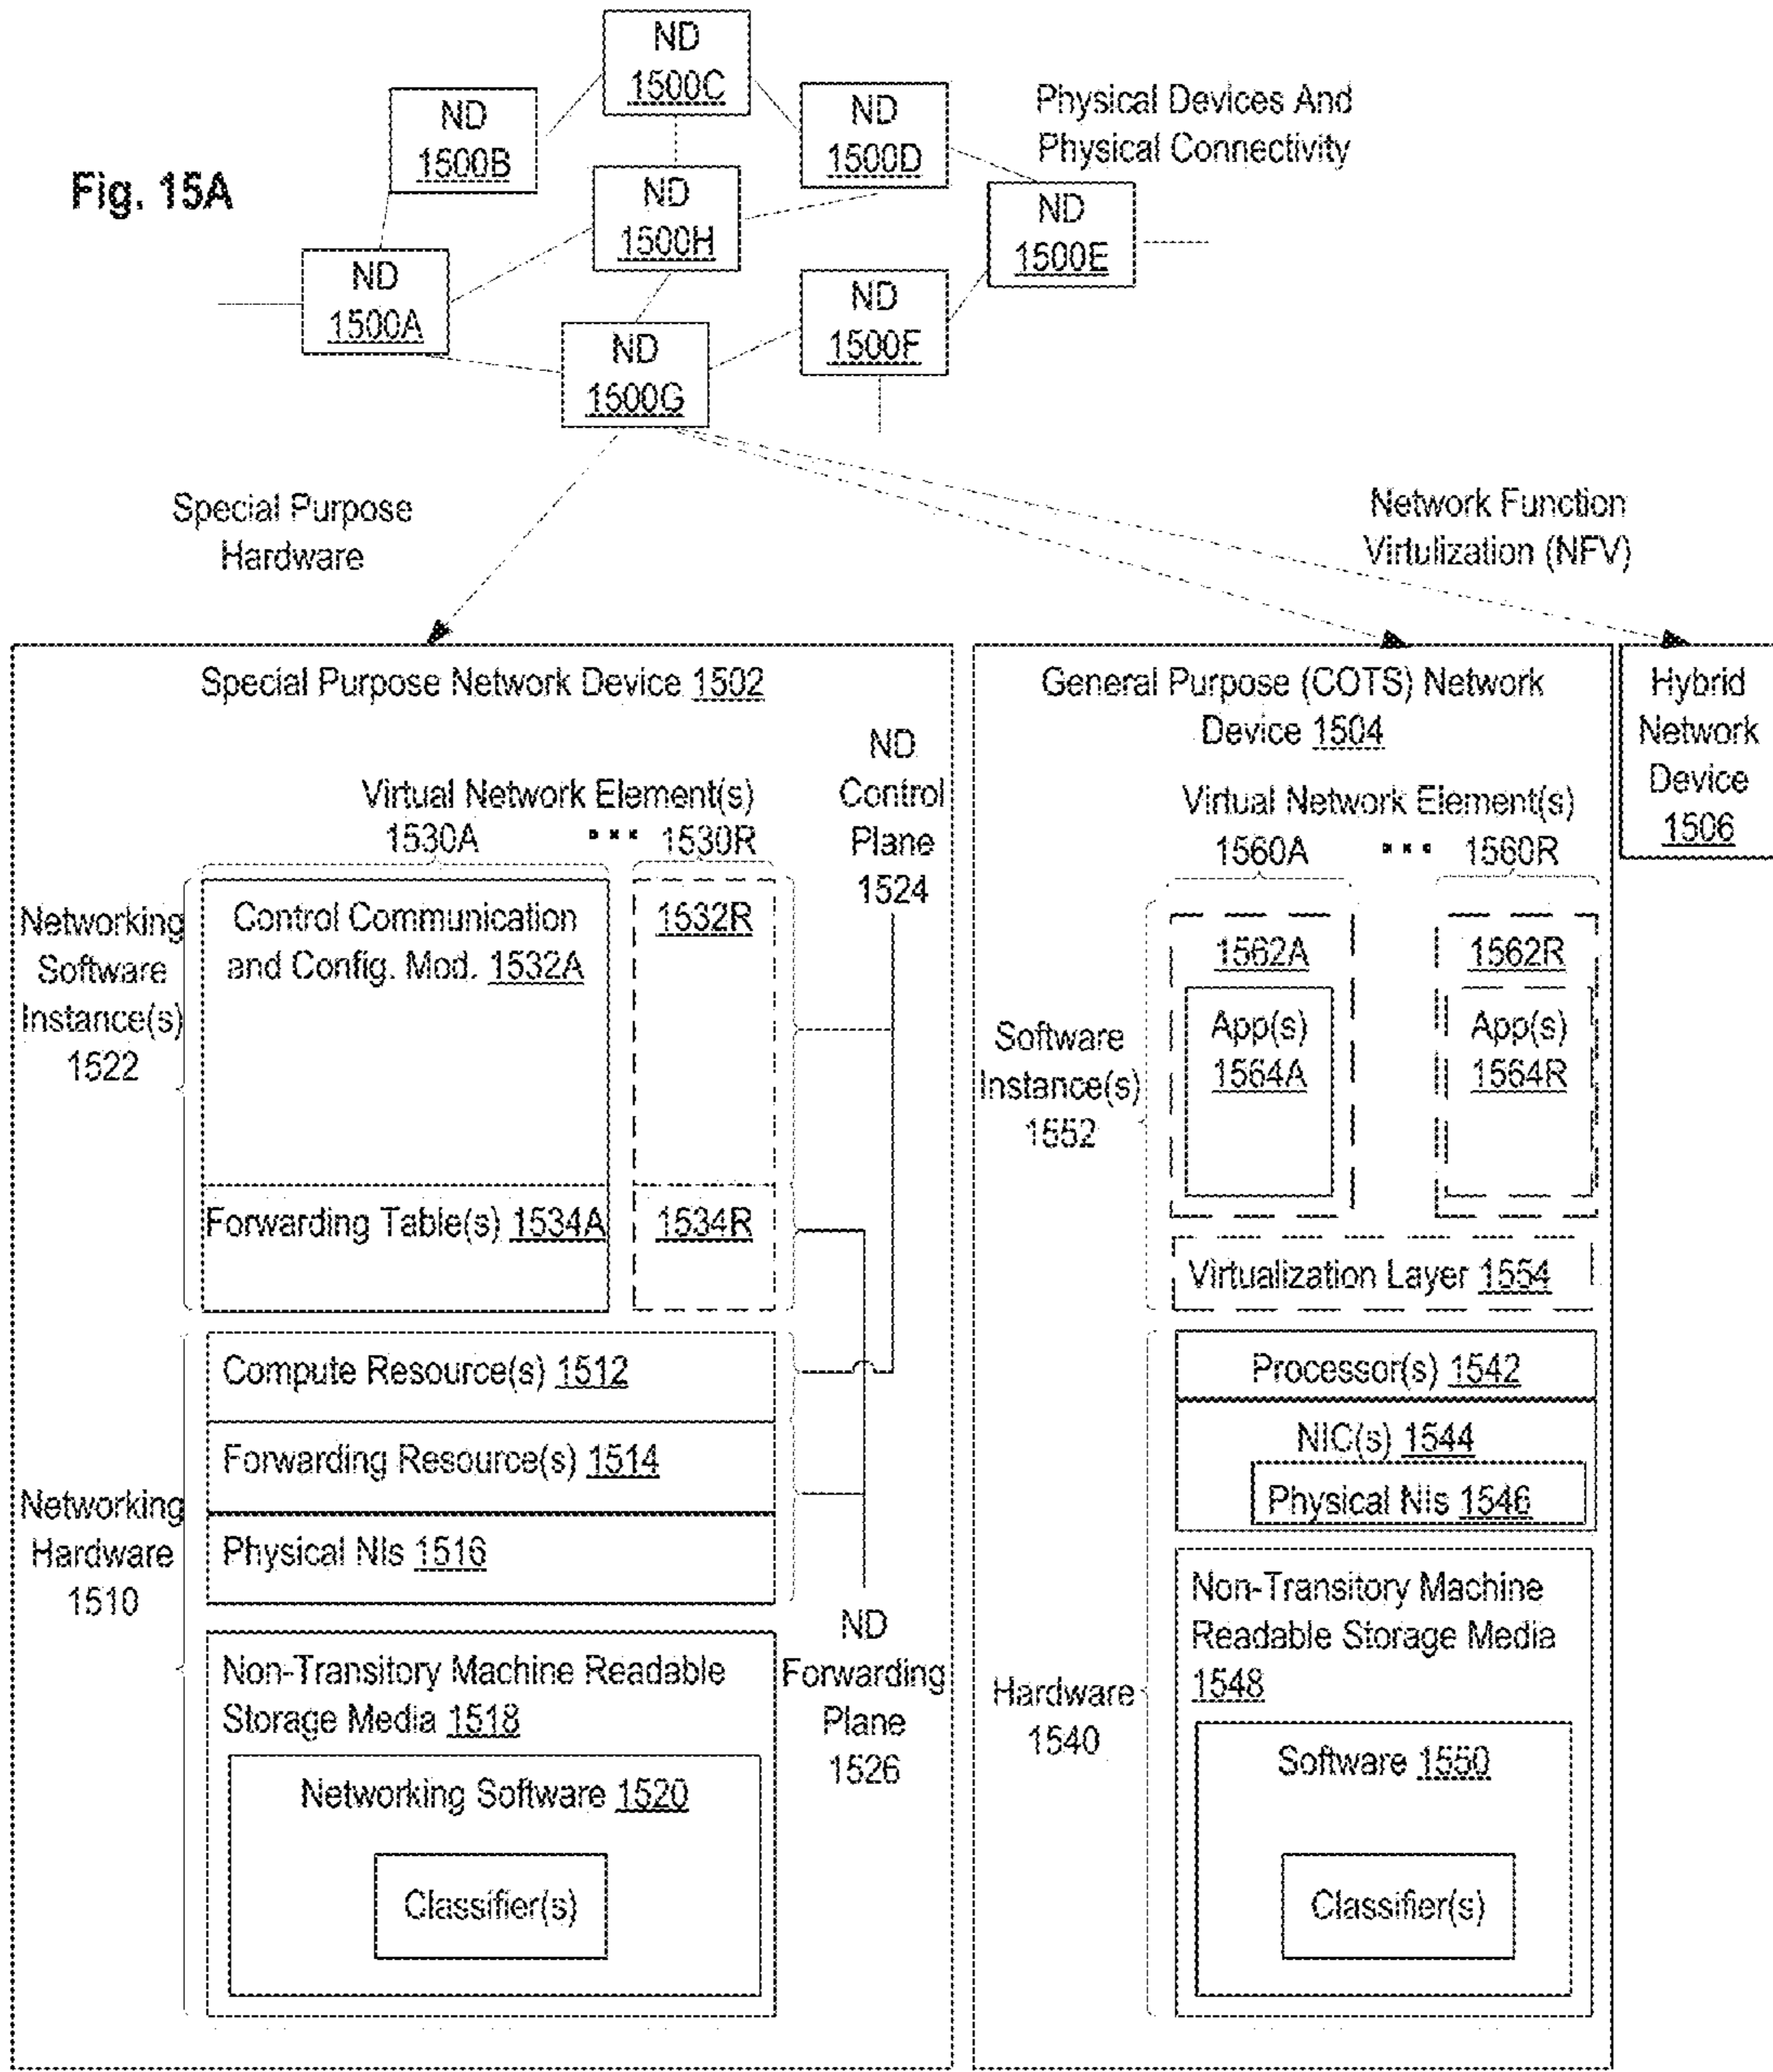 Fig. 15A
ND
1500C
ND
1500B
ND
1500D
Physical Devices And
Physical Connectivity
ND
1500H
ND
1500E
ND
1500A
ND
1500F
ND
1500G
Special Purpose
Hardware
Network Function
Virtulization (NFV)
Special Purpose Network Device 1502
ND
Control
Plane
1524
Virtual Network Element(s)
1530A ... 1530R
Networking
Software
Instance(s)
1522
Control Communication
and Config. Mod. 1532A
1532R
Forwarding Table(s) 1534A
1534R
Networking
Hardware
1510
Compute Resource(s) 1512
Forwarding Resource(s) 1514
Physical NIs 1516
ND
Forwarding
Plane
1526
Non-Transitory Machine Readable
Storage Media 1518
Networking Software 1520
Classifier(s)
General Purpose (COTS) Network
Device 1504
Virtual Network Element(s)
1560A ... 1560R
Software
Instance(s)
1552
1562A
App(s)
1564A
1562R
App(s)
1564R
Virtualization Layer 1554
Hardware
1540
Processor(s) 1542
NIC(s) 1544
Physical NIs 1546
Non-Transitory Machine
Readable Storage Media
1548
Software 1550
Classifier(s)
Hybrid
Network
Device
1506